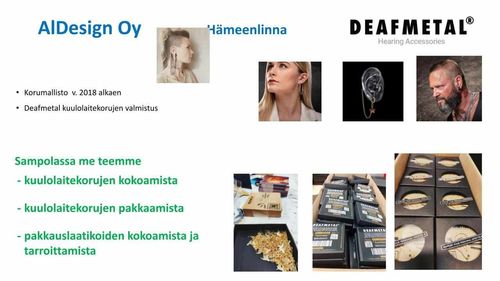 AlDesign Oy
Hämeenlinna
DEAFMETAL®
Hearing Accessories
• Korumallisto v. 2018 alkaen
• Deafmetal kuulolaitekorujen valmistus
Sampolassa me teemme
- kuulolaitekorujen kokoamista
- kuulolaitekorujen pakkaamista
- pakkauslaatikoiden kokoamista ja
tarroittamista